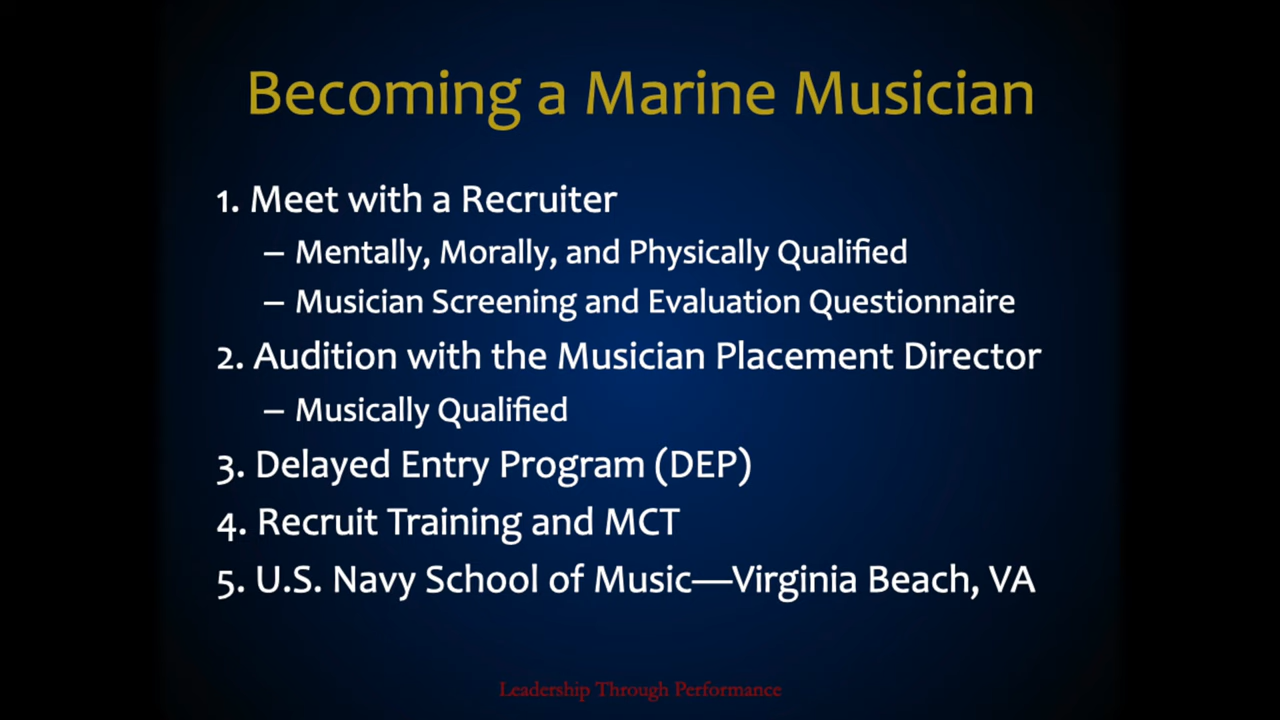 Becoming a Marine Musician
1. Meet with a Recruiter
– Mentally, Morally, and Physically Qualified
– Musician Screening and Evaluation Questionnaire
2. Audition with the Musician Placement Director
– Musically Qualified
3. Delayed Entry Program (DEP)
4. Recruit Training and MCT
5. U.S. Navy School of Music—Virginia Beach, VA
Leadership Through Performance